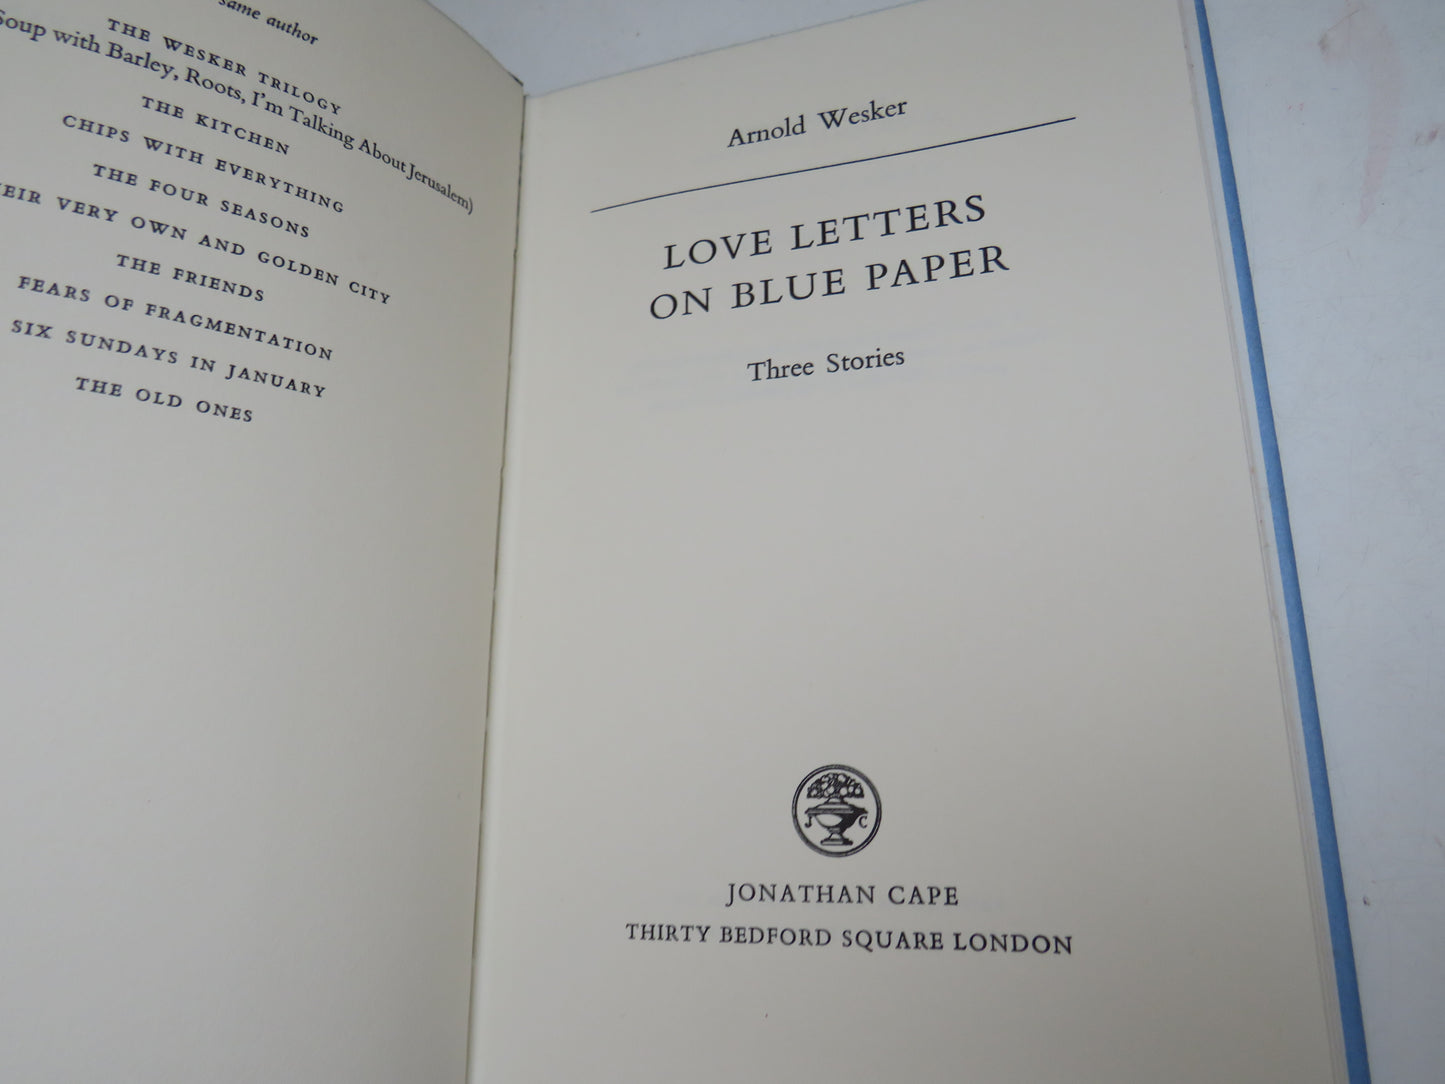 same author
THE WESKER TRILOGY
Soup with Barley, Roots, I'm Talking About Jerusalem)
THE KITCHEN
CHIPS WITH EVERYTHING
THE FOUR SEASONS
EIR VERY OWN AND GOLDEN CITY
THE FRIENDS
FEARS OF FRAGMENTATION
SIX SUNDAYS IN JANUARY
THE OLD ONES
Arnold Wesker
LOVE LETTERS
ON BLUE PAPER
Three Stories
J C
JONATHAN CAPE
THIRTY BEDFORD SQUARE LONDON